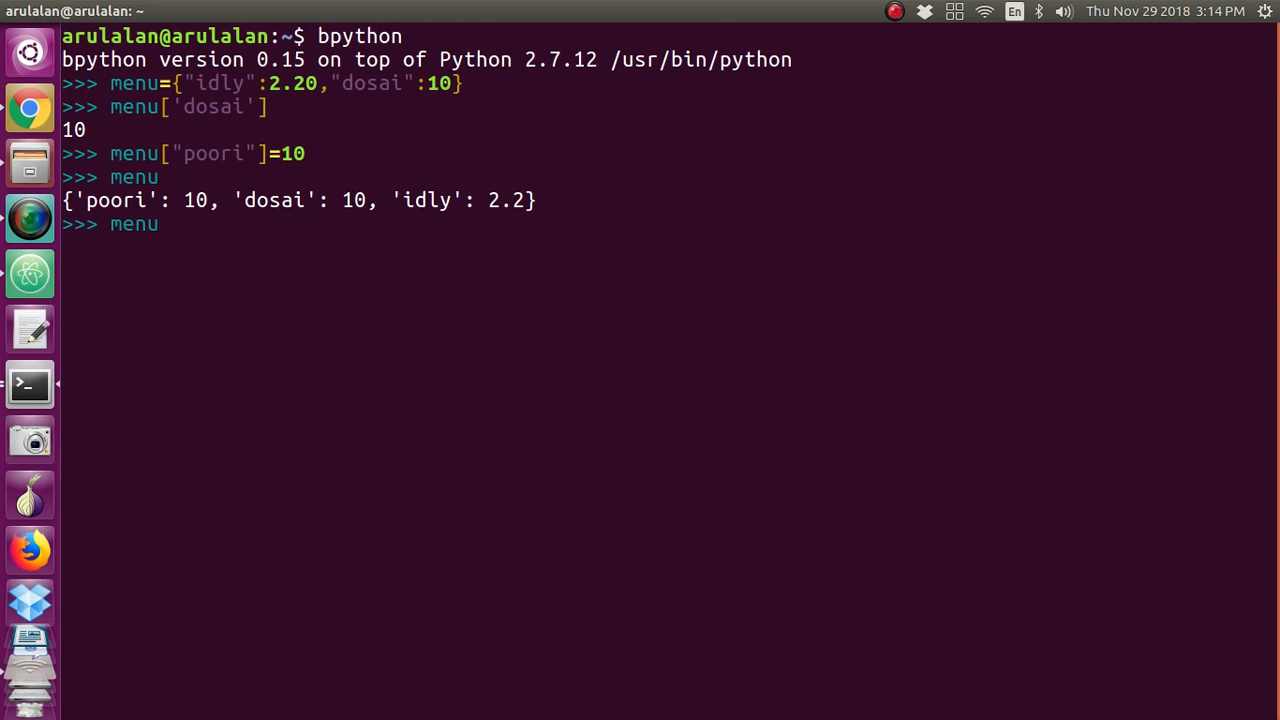 arulalan@arulalan: ~
En
Thu Nov 29 2018 3:14 PM
arulalan@arulalan:~$ bpython
bpython version 0.15 on top of Python 2.7.12 /usr/bin/python
>>> menu={"idly":2.20,"dosai":10}
>>> menu['dosai']
10
>>> menu["poori"]=10
>>> menu
{'poori': 10, 'dosai': 10, 'idly': 2.2}
>>> menu